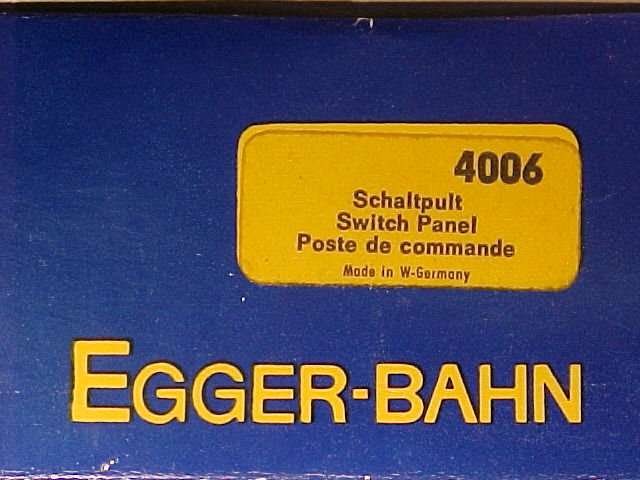 4006
Schaltpult
Switch Panel
Poste de commande
Made in W-Germany
EGGER-BAHN